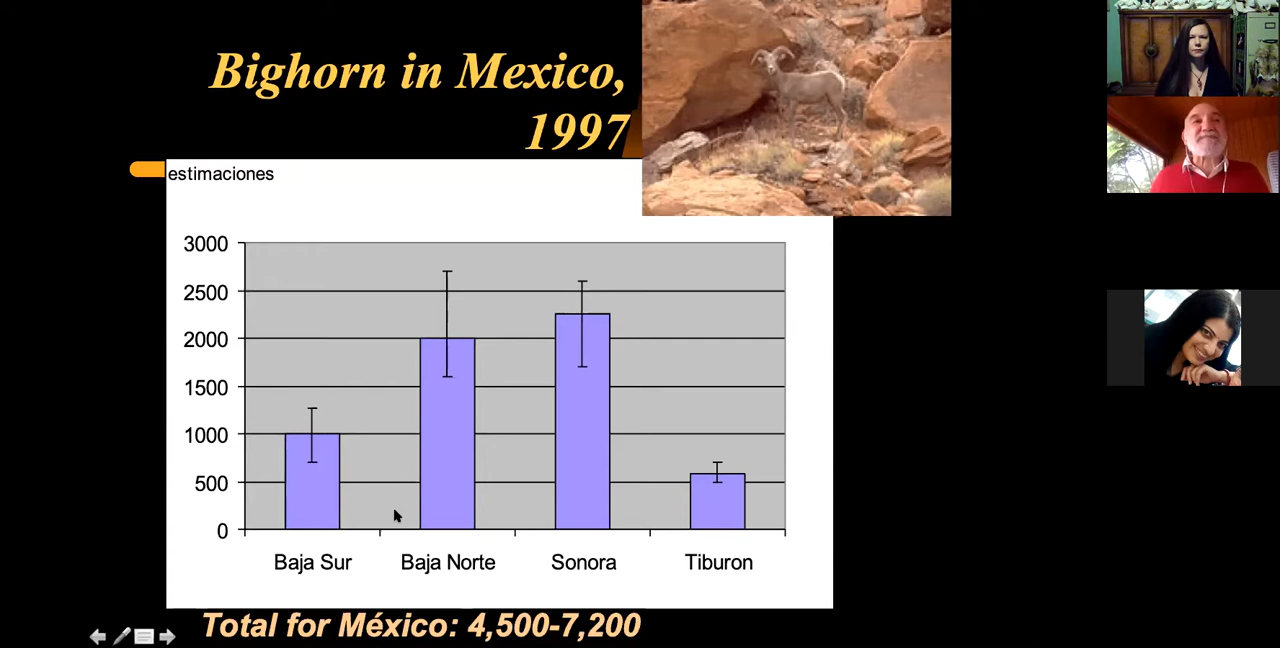 Bighorn in Mexico,
1997
estimaciones
3000
2500
2000
1500
1000
500
0
Baja Sur
Baja Norte
Sonora
Tiburon
Total for México: 4,500-7,200